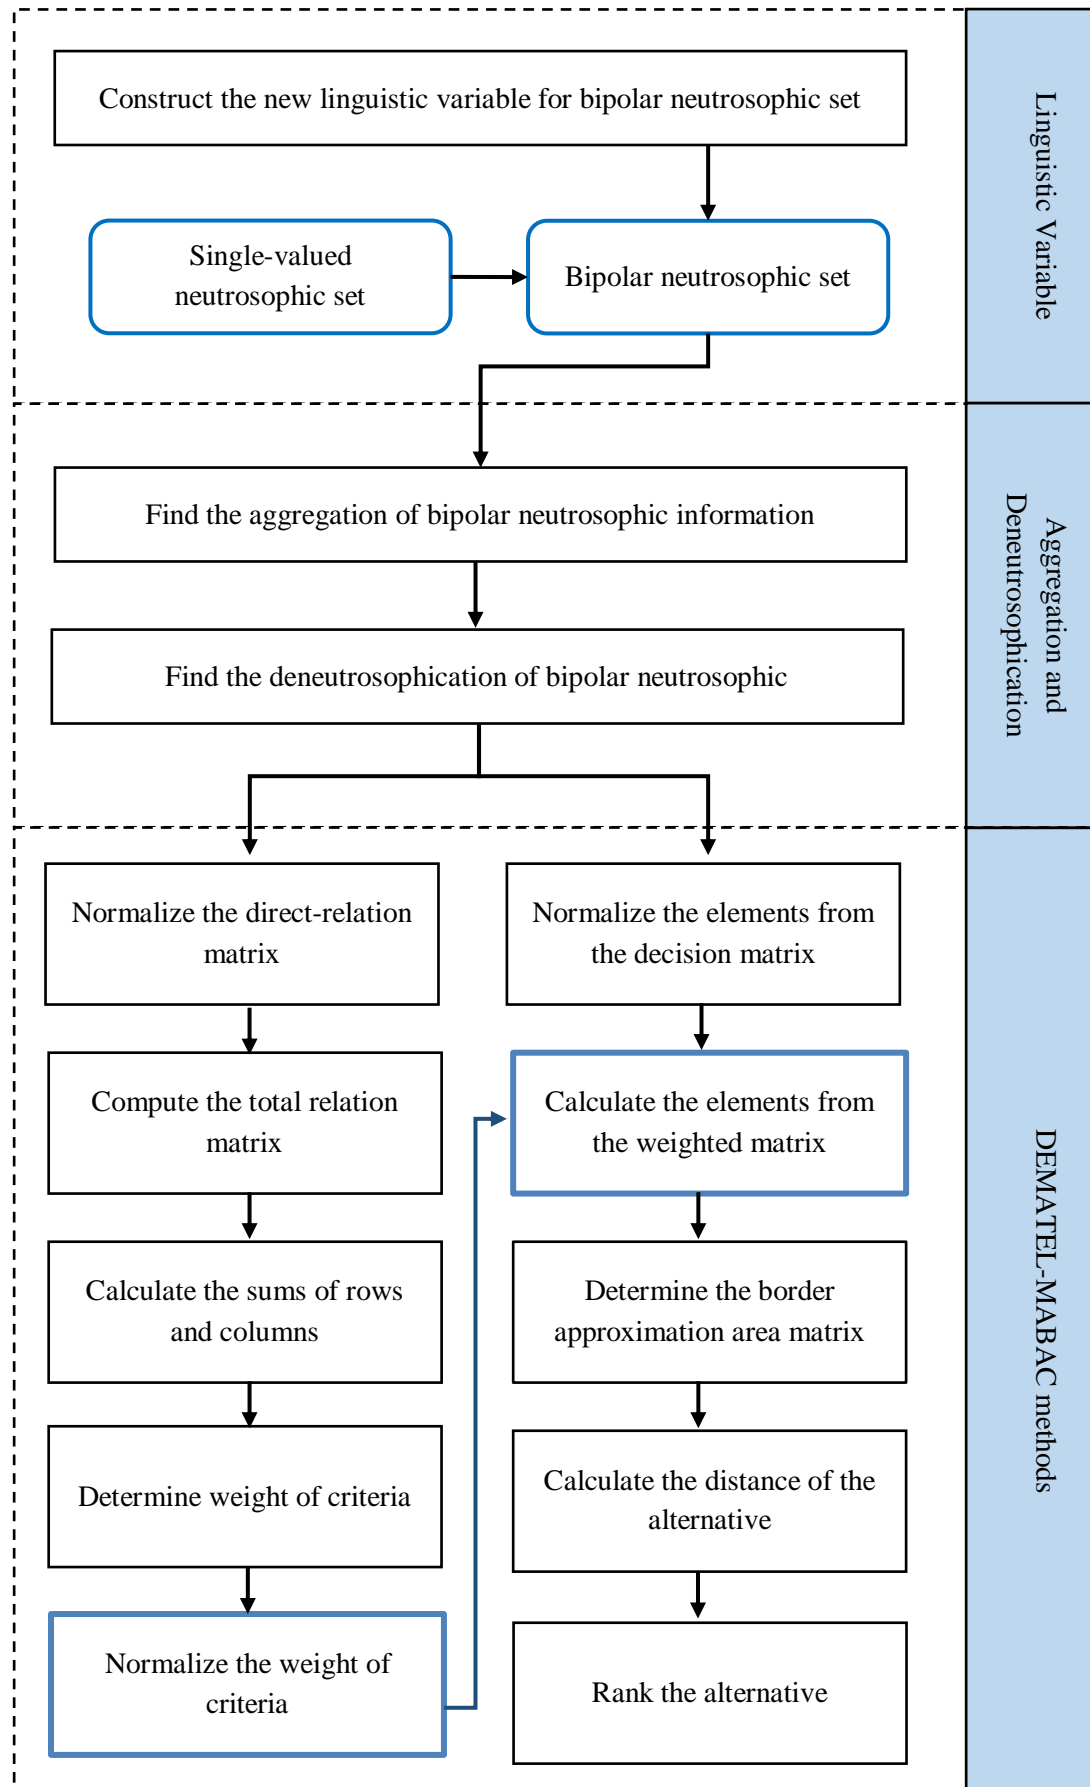 Construct the new linguistic variable for bipolar neutrosophic set
Single-valued
neutrosophic set
Bipolar neutrosophic set
Linguistic Variable
Find the aggregation of bipolar neutrosophic information
Find the deneutrosophication of bipolar neutrosophic
Aggregation and
Deneutrosophication
Normalize the direct-relation
matrix
Compute the total relation
matrix
Calculate the sums of rows
and columns
Determine weight of criteria
Normalize the weight of
criteria
Normalize the elements from
the decision matrix
Calculate the elements from
the weighted matrix
Determine the border
approximation area matrix
Calculate the distance of the
alternative
Rank the alternative
DEMATEL-MABAC methods